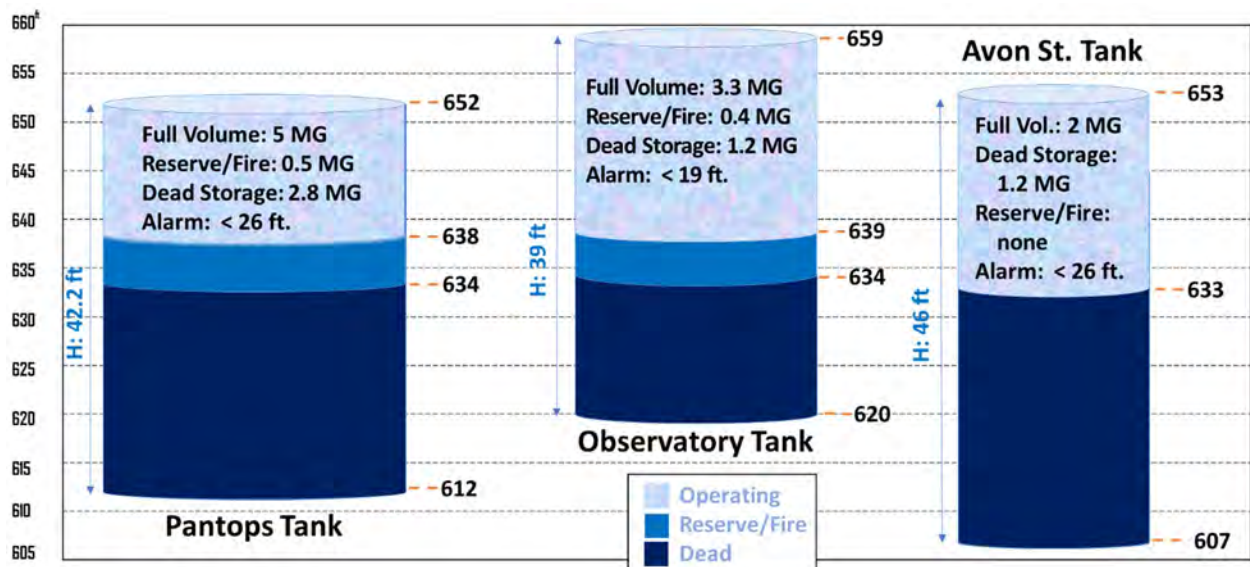 660ft
655
650
645
640
635
630
625
620
615
610
605
H: 42.2 ft
Full Volume: 5 MG
Reserve/Fire: 0.5 MG
Dead Storage: 2.8 MG
Alarm: < 26 ft.
652
638
634
612
Pantops Tank
H: 39 ft
Full Volume: 3.3 MG
Reserve/Fire: 0.4 MG
Dead Storage: 1.2 MG
Alarm: < 19 ft.
659
639
634
620
Observatory Tank
Operating
Reserve/Fire
Dead
Avon St. Tank
H: 46 ft
Full Vol.: 2 MG
Dead Storage:
1.2 MG
Reserve/Fire:
none
Alarm: < 26 ft.
653
633
607